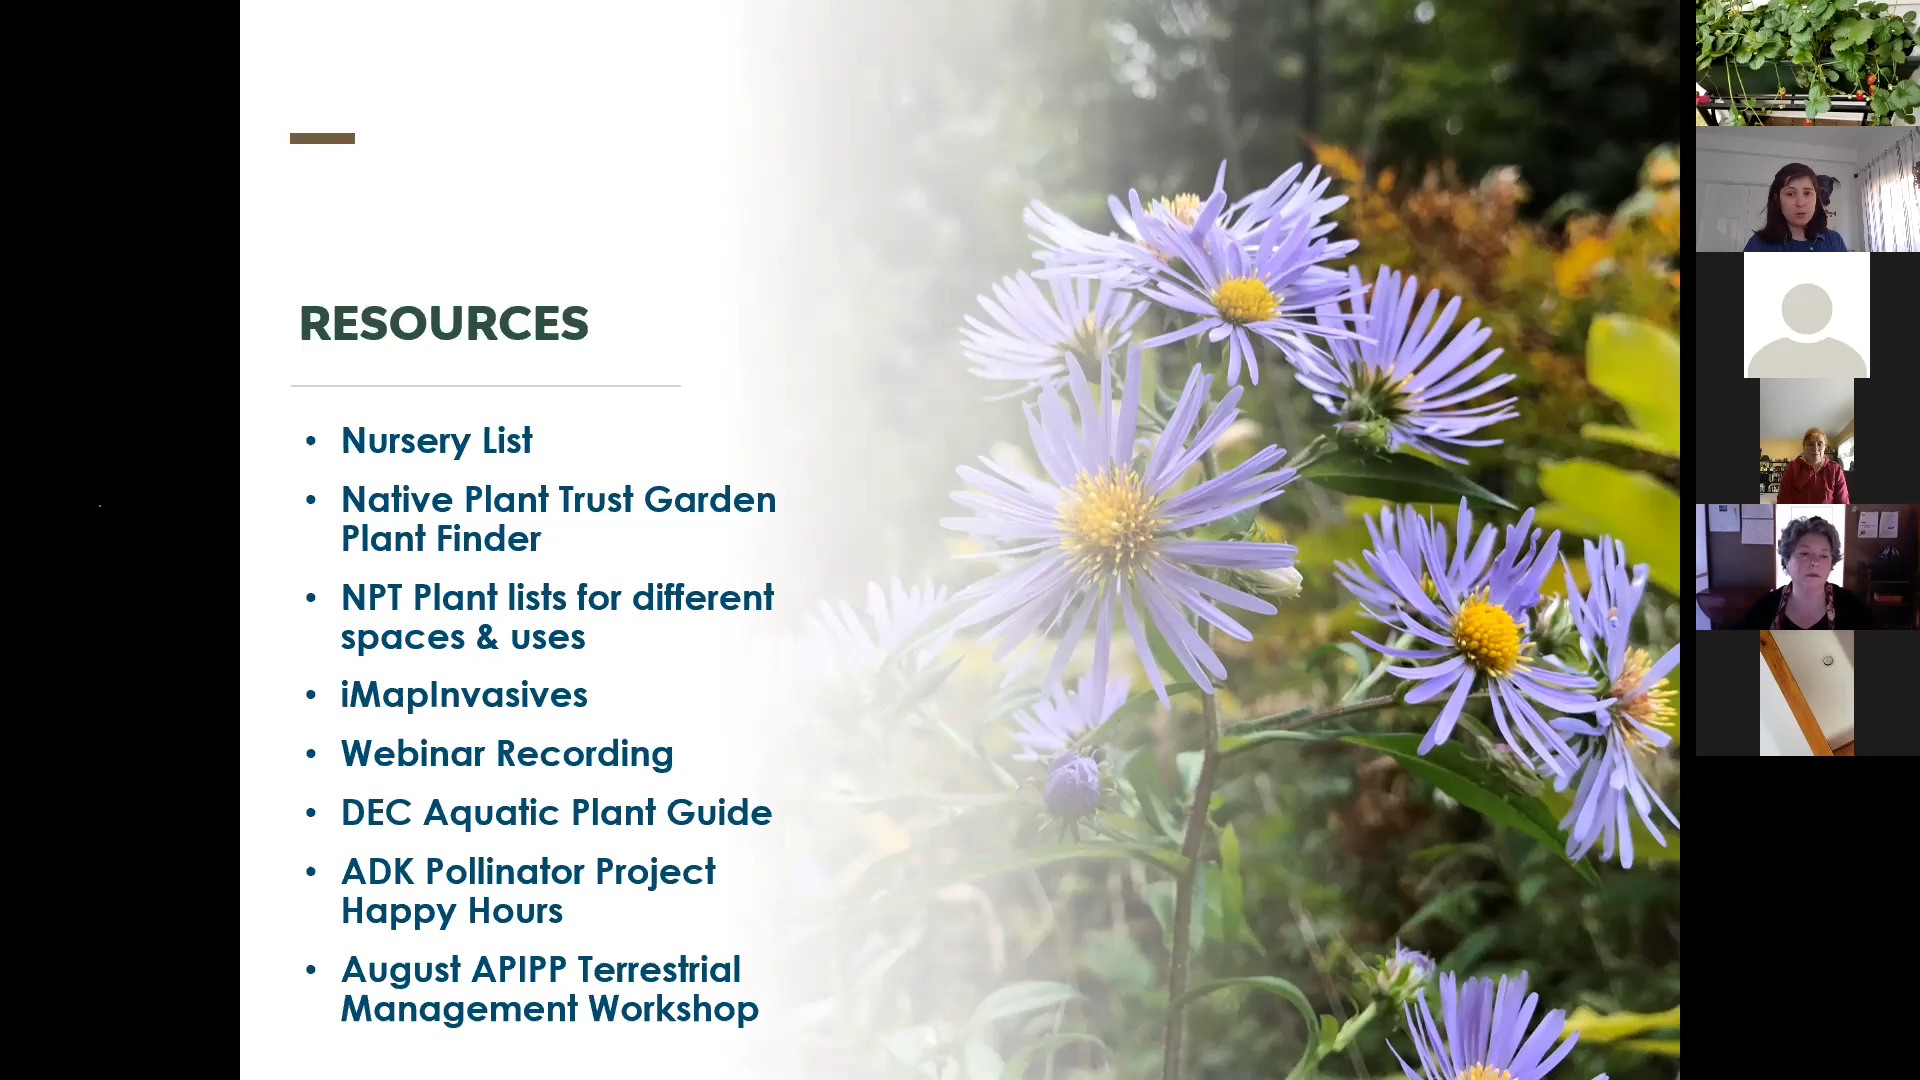 RESOURCES
• Nursery List
• Native Plant Trust Garden
Plant Finder
• NPT Plant lists for different
spaces & uses
• iMapInvasives
• Webinar Recording
• DEC Aquatic Plant Guide
• ADK Pollinator Project
Happy Hours
• August APIPP Terrestrial
Management Workshop